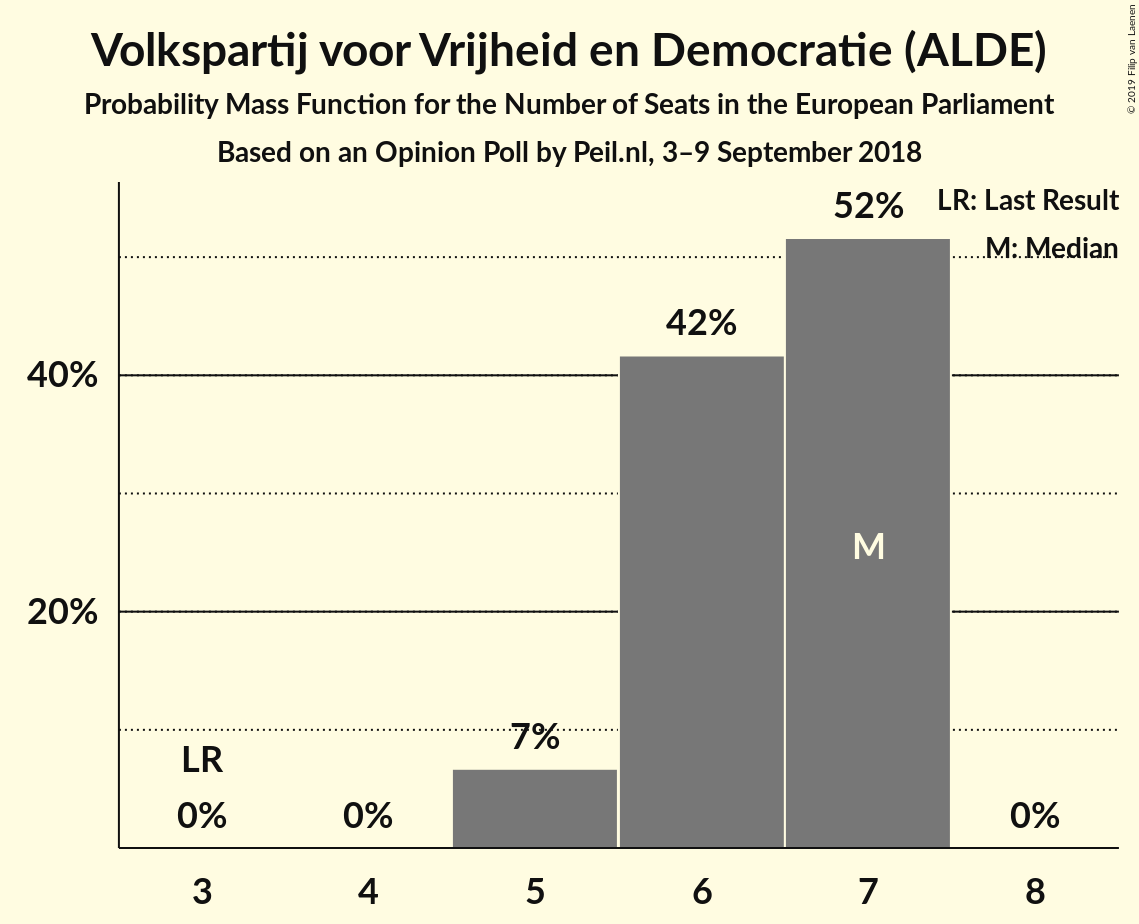 Volkspartij voor Vrijheid en Democratie (ALDE)
Probability Mass Function for the Number of Seats in the European Parliament
Based on an Opinion Poll by Peil.nl, 3–9 September 2018
© 2019 Filip van Laenen
LR: Last Result
M: Median
52%
42%
40%
M
20%
7%
LR
0%
0%
0%
3
4
5
6
7
8